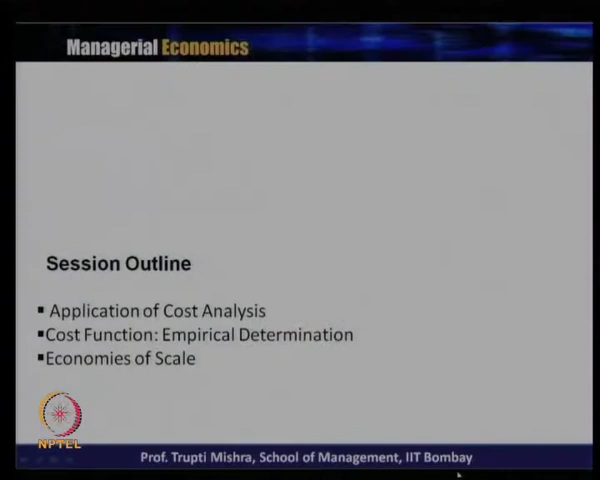 Managerial Economics
Session Outline
▪ Application of Cost Analysis
▪Cost Function: Empirical Determination
▪Economies of Scale
NPTEL
Prof. Trupti Mishra, School of Management, IIT Bombay